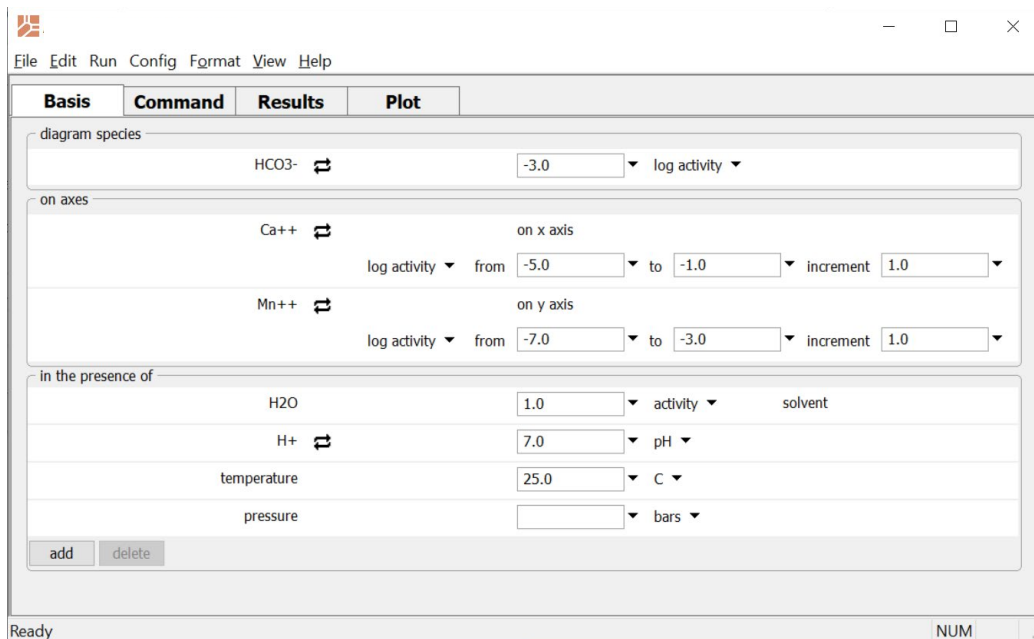 File Edit Run Config Format View Help
Basis Command Results Plot
diagram species
HCO3- -3.0 log activity
on axes
Ca++ on x axis
log activity from -5.0 to -1.0 increment 1.0
Mn++ on y axis
log activity from -7.0 to -3.0 increment 1.0
in the presence of
H2O 1.0 activity solvent
H+ 7.0 pH
temperature 25.0 C
pressure bars
add delete
Ready NUM